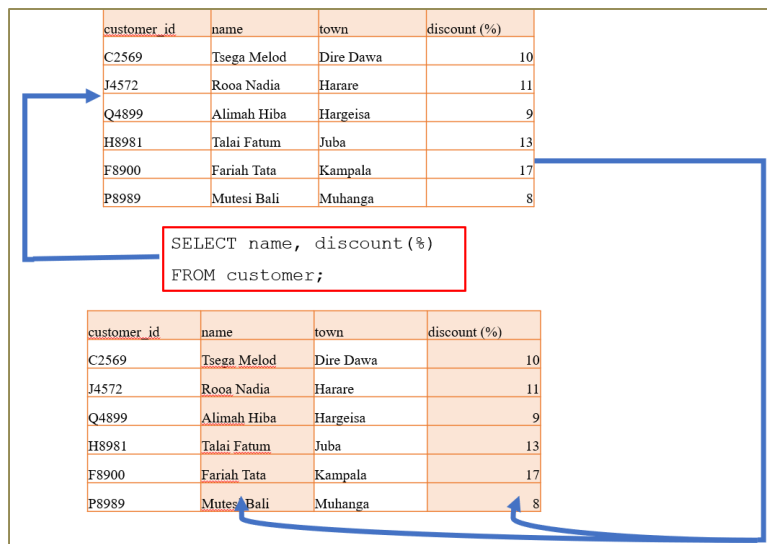 customer_id name town discount (%)
C2569 Tsega Melod Dire Dawa 10
J4572 Rooa Nadia Harare 11
Q4899 Alimah Hiba Hargeisa 9
H8981 Talai Fatum Juba 13
F8900 Fariah Tata Kampala 17
P8989 Mutesi Bali Muhanga 8
SELECT name, discount(%)
FROM customer;
customer_id name town discount (%)
C2569 Tsega Melod Dire Dawa 10
J4572 Rooa Nadia Harare 11
Q4899 Alimah Hiba Hargeisa 9
H8981 Talai Fatum Juba 13
F8900 Fariah Tata Kampala 17
P8989 Mutesi Bali Muhanga 8